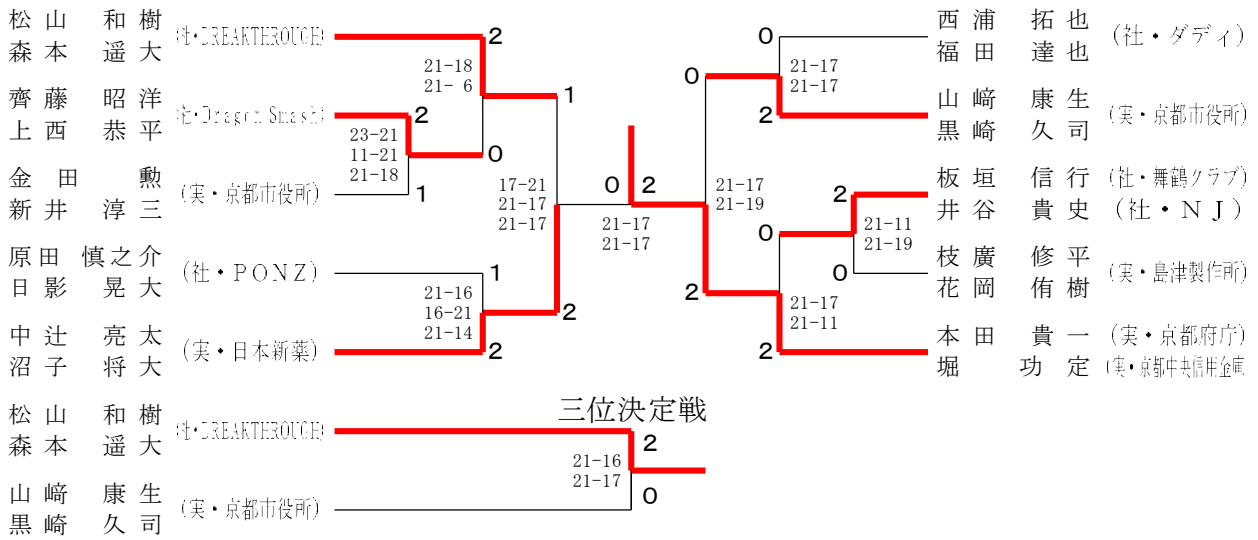 松山 和樹
森本 遥大
(社・BREAKTHROUGH)
2
21-18
21- 6
1
齊藤 昭洋
上西 恭平
(社・Dragon Smash)
2
23-21
11-21
21-18
0
1
金田 勲
新井 淳三
(実・京都市役所)
17-21
21-17
21-17
原田 慎之介
日影 晃大
(社・PONZ)
1
21-16
16-21
21-14
2
中辻 亮太
沼子 将大
(実・日本新薬)
2
0 2
21-17
21-17
西浦 拓也
福田 達也
(社・ダディ)
0
21-17
21-17
0
山﨑 康生
黒崎 久司
(実・京都市役所)
2
21-17
21-19
板垣 信行 (社・舞鶴クラブ)
井谷 貴史 (社・NJ)
2
21-11
21-19
0
枝廣 修平
花岡 侑樹
(実・島津製作所)
0
2
21-17
21-11
本田 貴一 (実・京都府庁)
堀 功定 (実・京都中央信用金庫)
2
三位決定戦
松山 和樹
森本 遥大
(社・BREAKTHROUGH)
2
21-16
21-17
0
山﨑 康生
黒崎 久司
(実・京都市役所)